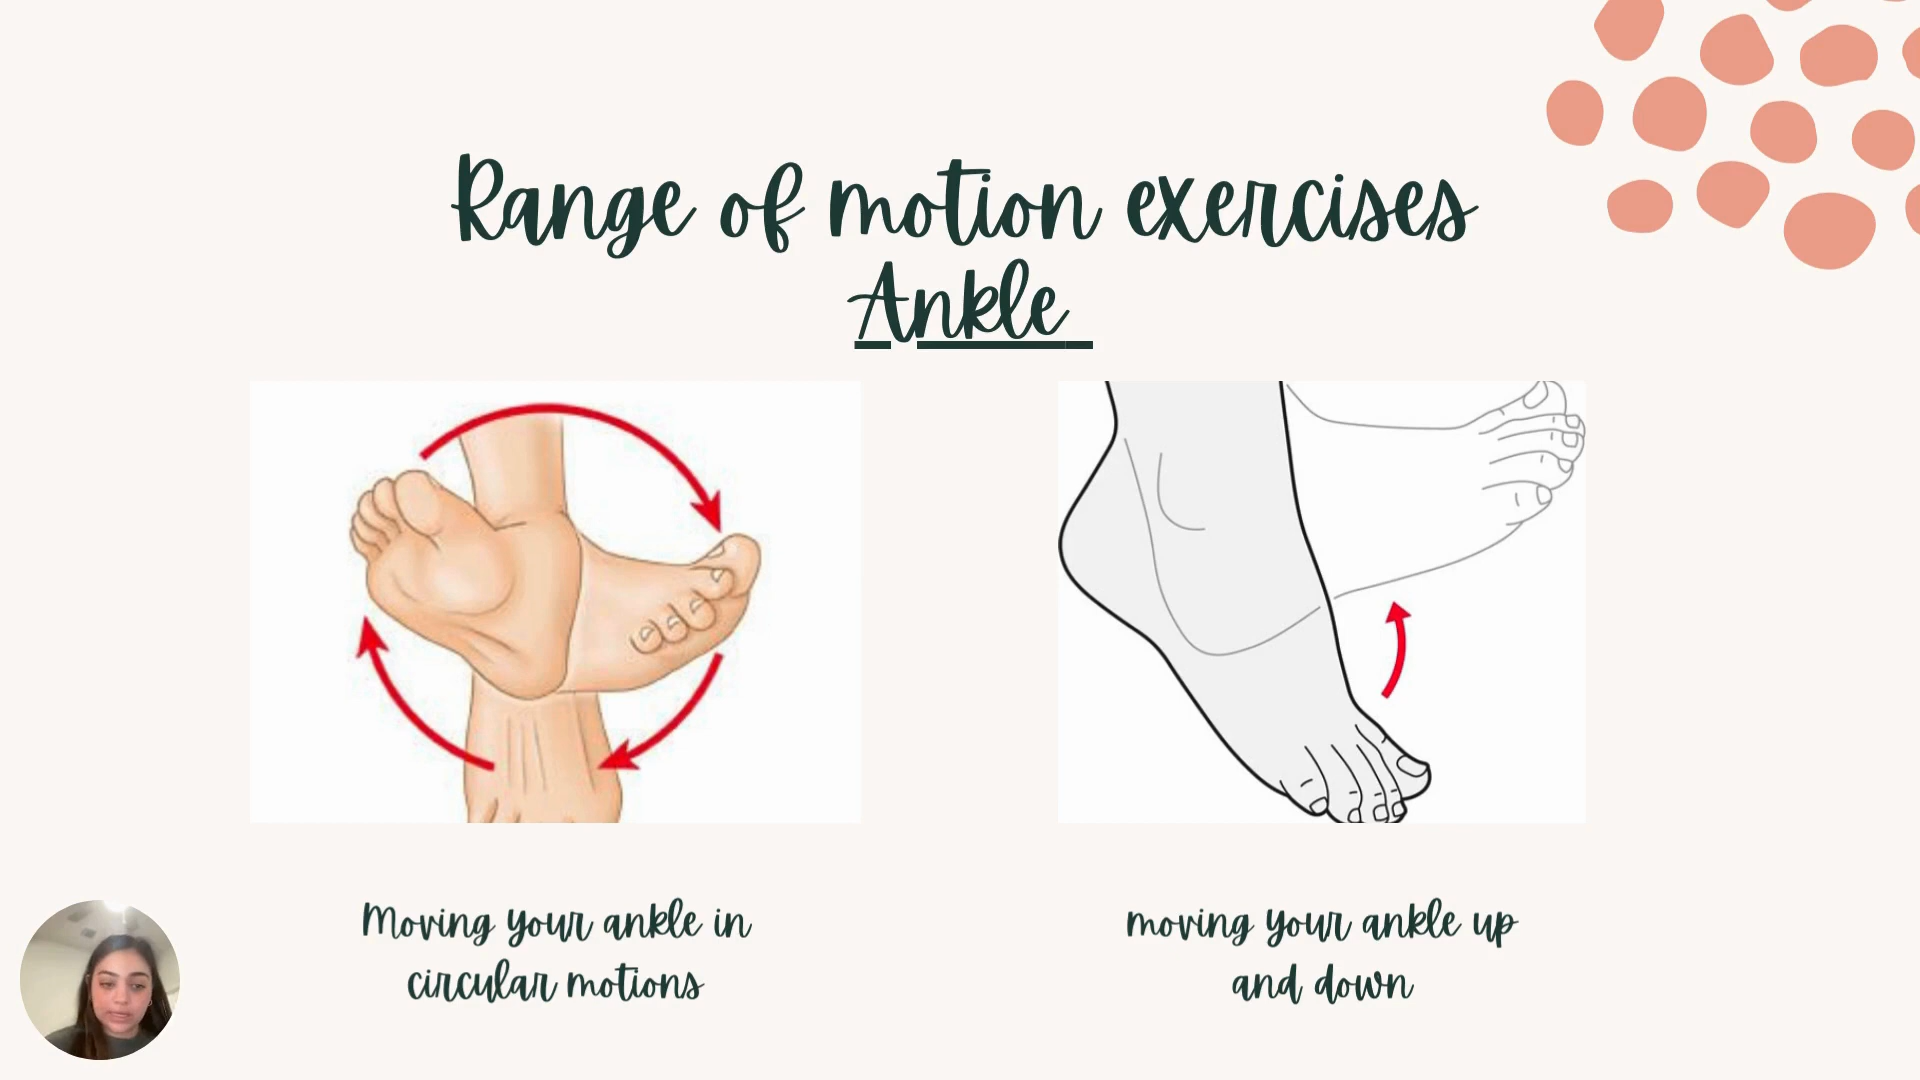 Range of motion exercises
Ankle
Moving your ankle in
circular motions
moving your ankle up
and down